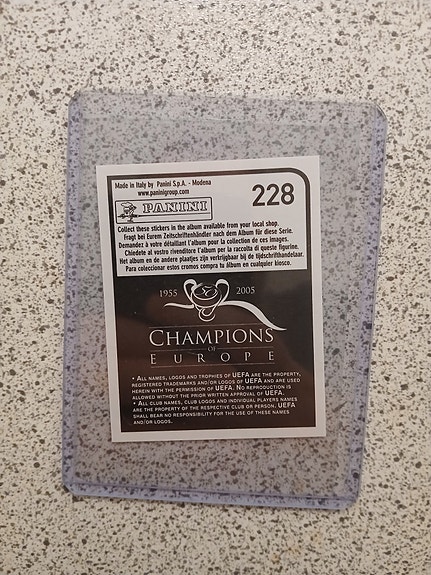 Made in Italy by Panini S.p.A. - Modena
www.paninigroup.com
228
PANINI
Collect these stickers in the album available from your local shop.
Fragt bei Eurem Zeitschriftenhändler nach dem Album für diese Serie.
Demandez à votre détaillant l'album pour la collection de ces images.
Chiedete al vostro rivenditore l'album per la raccolta di queste figurine.
Het album en de andere plaatjes zijn verkrijgbaar bij de tijdschrifthandelaar.
Para coleccionar estos cromos compra tu álbum en cualquier kiosco.
1955 50 2005
CHAMPIONS
OF
EUROPE
• ALL NAMES, LOGOS AND TROPHIES OF UEFA ARE THE PROPERTY,
REGISTERED TRADEMARKS AND/OR LOGOS OF UEFA AND ARE USED
HEREIN WITH THE PERMISSION OF UEFA. NO REPRODUCTION IS
ALLOWED WITHOUT THE PRIOR WRITTEN APPROVAL OF UEFA.
• ALL CLUB NAMES, CLUB LOGOS AND INDIVIDUAL PLAYERS NAMES
ARE THE PROPERTY OF THE RESPECTIVE CLUB OR PERSON. UEFA
SHALL BEAR NO RESPONSIBILITY FOR THE USE OF THESE NAMES
AND/OR LOGOS.